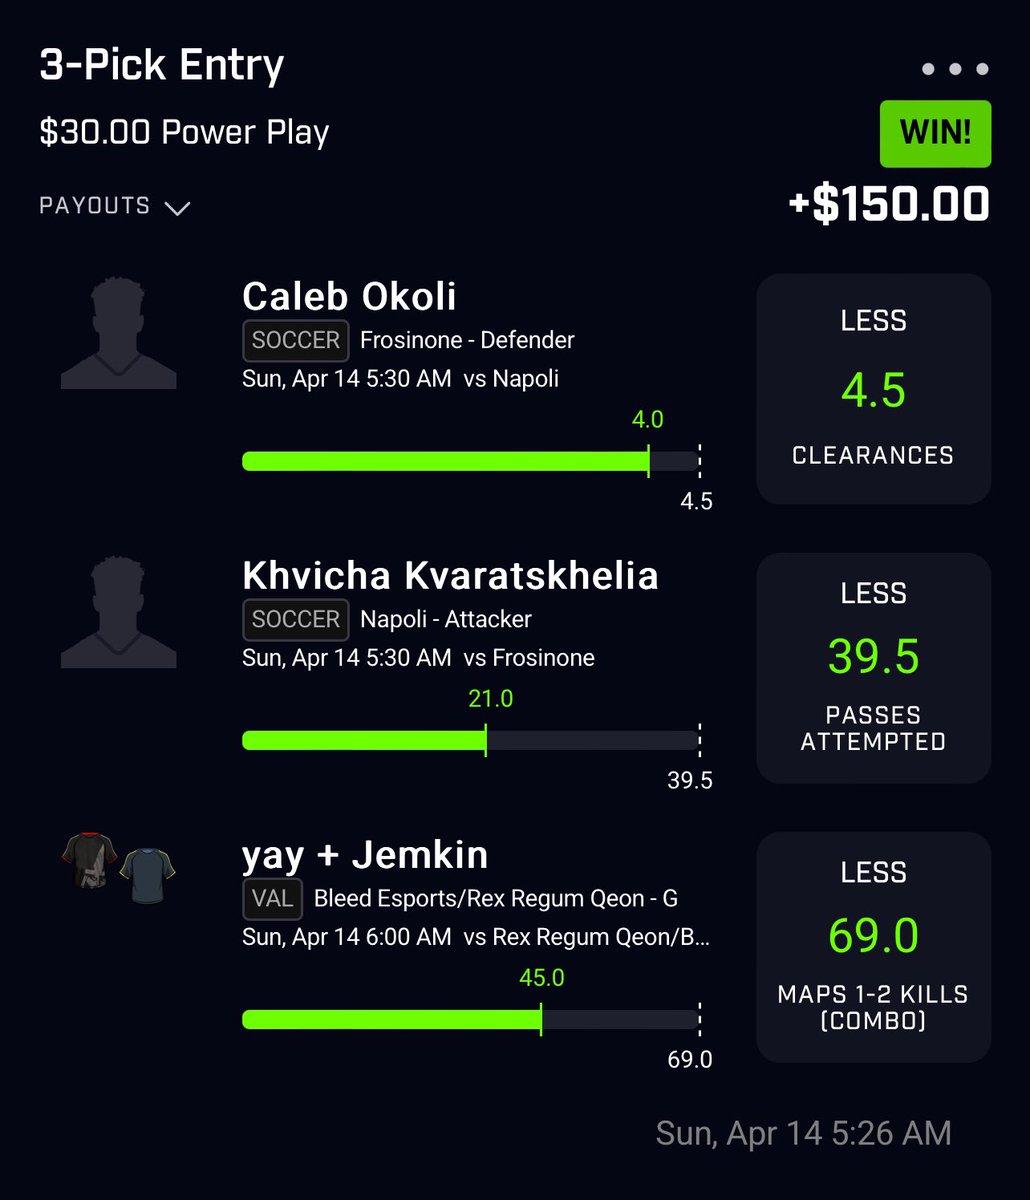 3-Pick Entry
$30.00 Power Play
WIN!
PAYOUTS
+$150.00
Caleb Okoli
SOCCER Frosinone - Defender
Sun, Apr 14 5:30 AM vs Napoli
4.0
4.5
LESS
4.5
CLEARANCES
Khvicha Kvaratskhelia
SOCCER Napoli - Attacker
Sun, Apr 14 5:30 AM vs Frosinone
21.0
39.5
LESS
39.5
PASSES
ATTEMPTED
yay + Jemkin
VAL Bleed Esports/Rex Regum Qeon - G
Sun, Apr 14 6:00 AM vs Rex Regum Qeon/B...
45.0
69.0
LESS
69.0
MAPS 1-2 KILLS
(COMBO)
Sun, Apr 14 5:26 AM